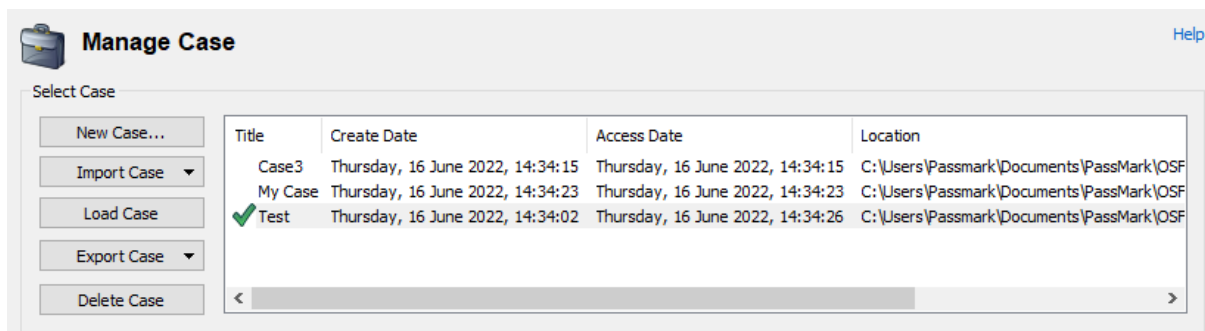 Manage Case
Help
Select Case
New Case...
Import Case
Load Case
Export Case
Delete Case
Title Create Date Access Date Location
Case3 Thursday, 16 June 2022, 14:34:15 Thursday, 16 June 2022, 14:34:15 C:\Users\Passmark\Documents\PassMark\OSF
My Case Thursday, 16 June 2022, 14:34:23 Thursday, 16 June 2022, 14:34:23 C:\Users\Passmark\Documents\PassMark\OSF
Test Thursday, 16 June 2022, 14:34:02 Thursday, 16 June 2022, 14:34:26 C:\Users\Passmark\Documents\PassMark\OSF